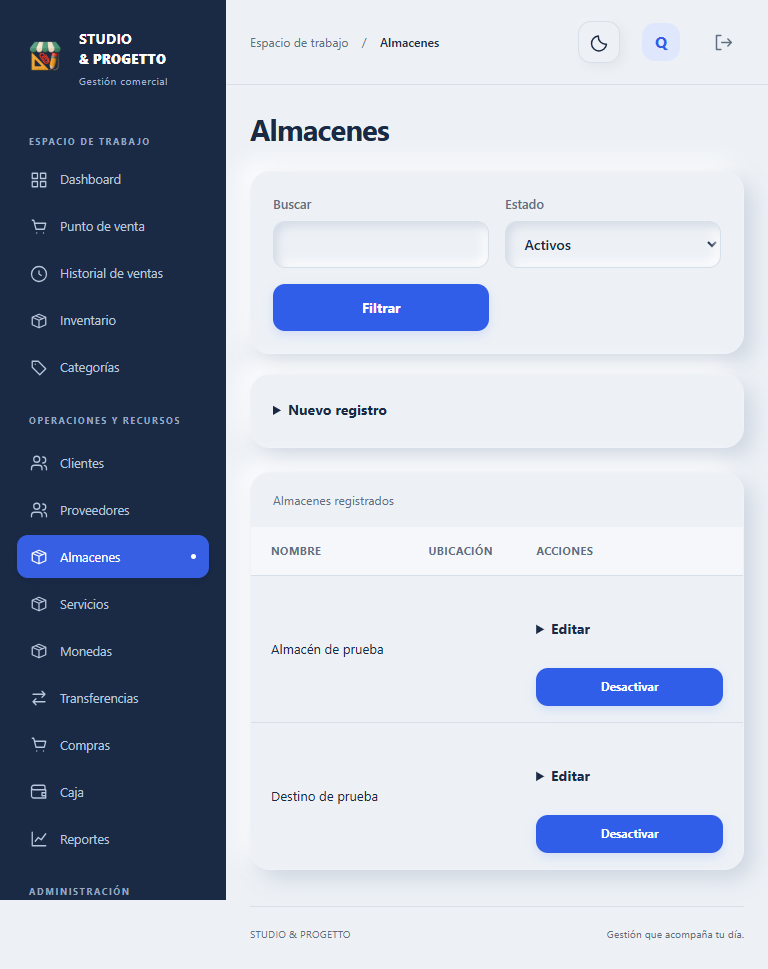 STUDIO
& PROGETTO
Gestión comercial
ESPACIO DE TRABAJO
Dashboard
Punto de venta
Historial de ventas
Inventario
Categorías
OPERACIONES Y RECURSOS
Clientes
Proveedores
Almacenes
Servicios
Monedas
Transferencias
Compras
Caja
Reportes
ADMINISTRACIÓN
Espacio de trabajo / Almacenes
Q
Almacenes
Buscar Estado
Activos
Filtrar
Nuevo registro
Almacenes registrados
NOMBRE UBICACIÓN ACCIONES
Editar
Almacén de prueba
Desactivar
Editar
Destino de prueba
Desactivar
STUDIO & PROGETTO Gestión que acompaña tu día.